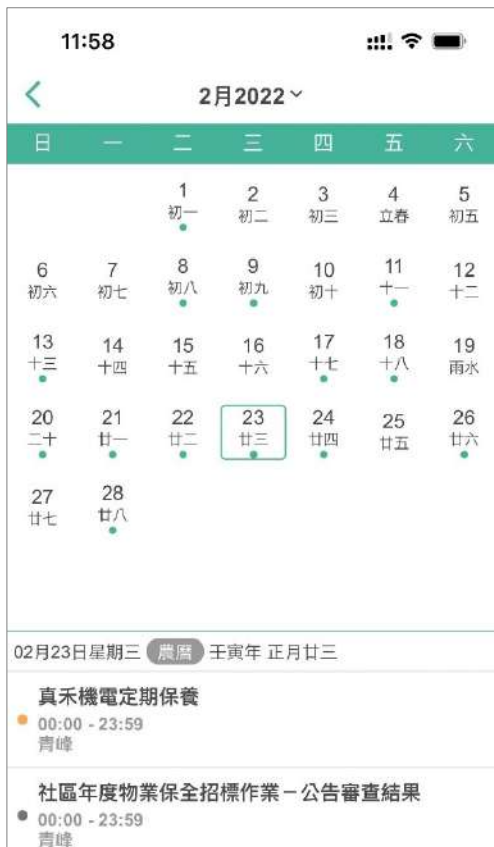 11:58
2月2022
日 一 二 三 四 五 六
1 2 3 4 5
初一 初二 初三 立春 初五
6 7 8 9 10 11 12
初六 初七 初八 初九 初十 十一 十二
13 14 15 16 17 18 19
十三 十四 十五 十六 十七 十八 雨水
20 21 22 23 24 25 26
二十 廿一 廿二 廿三 廿四 廿五 廿六
27 28
廿七 廿八
02月23日星期三 農曆 壬寅年 正月廿三
真禾機電定期保養
00:00 - 23:59
青峰
社區年度物業保全招標作業－公告審查結果
00:00 - 23:59
青峰